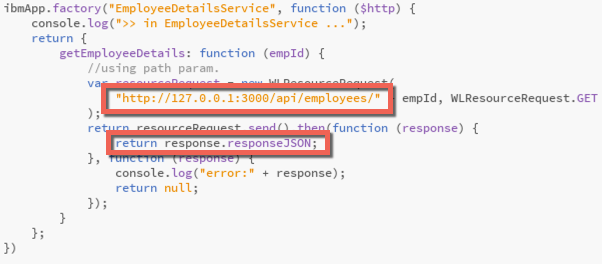 ibmApp.factory("EmployeeDetailsService", function ($http) {
console.log(">> in EmployeeDetailsService ...");
return {
getEmployeeDetails: function (empId) {
//using path param.
var resourceRequest = new WLResourceRequest(
"http://127.0.0.1:3000/api/employees/" empId, WLResourceRequest.GET
);
return resourceRequest.send().then(function (response) {
return response.responseJSON;
}, function (response) {
console.log("error:" + response);
return null;
});
}
};
})